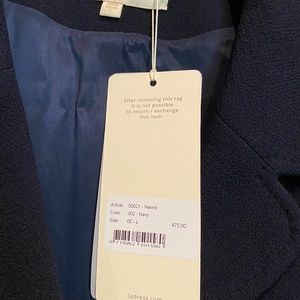 After removing this tag
it is not possible
to return / exchange
this item.
Article: 50021 - Naomi
Color: 002 - Navy
Size: 05 - L
475.00
ladress.com